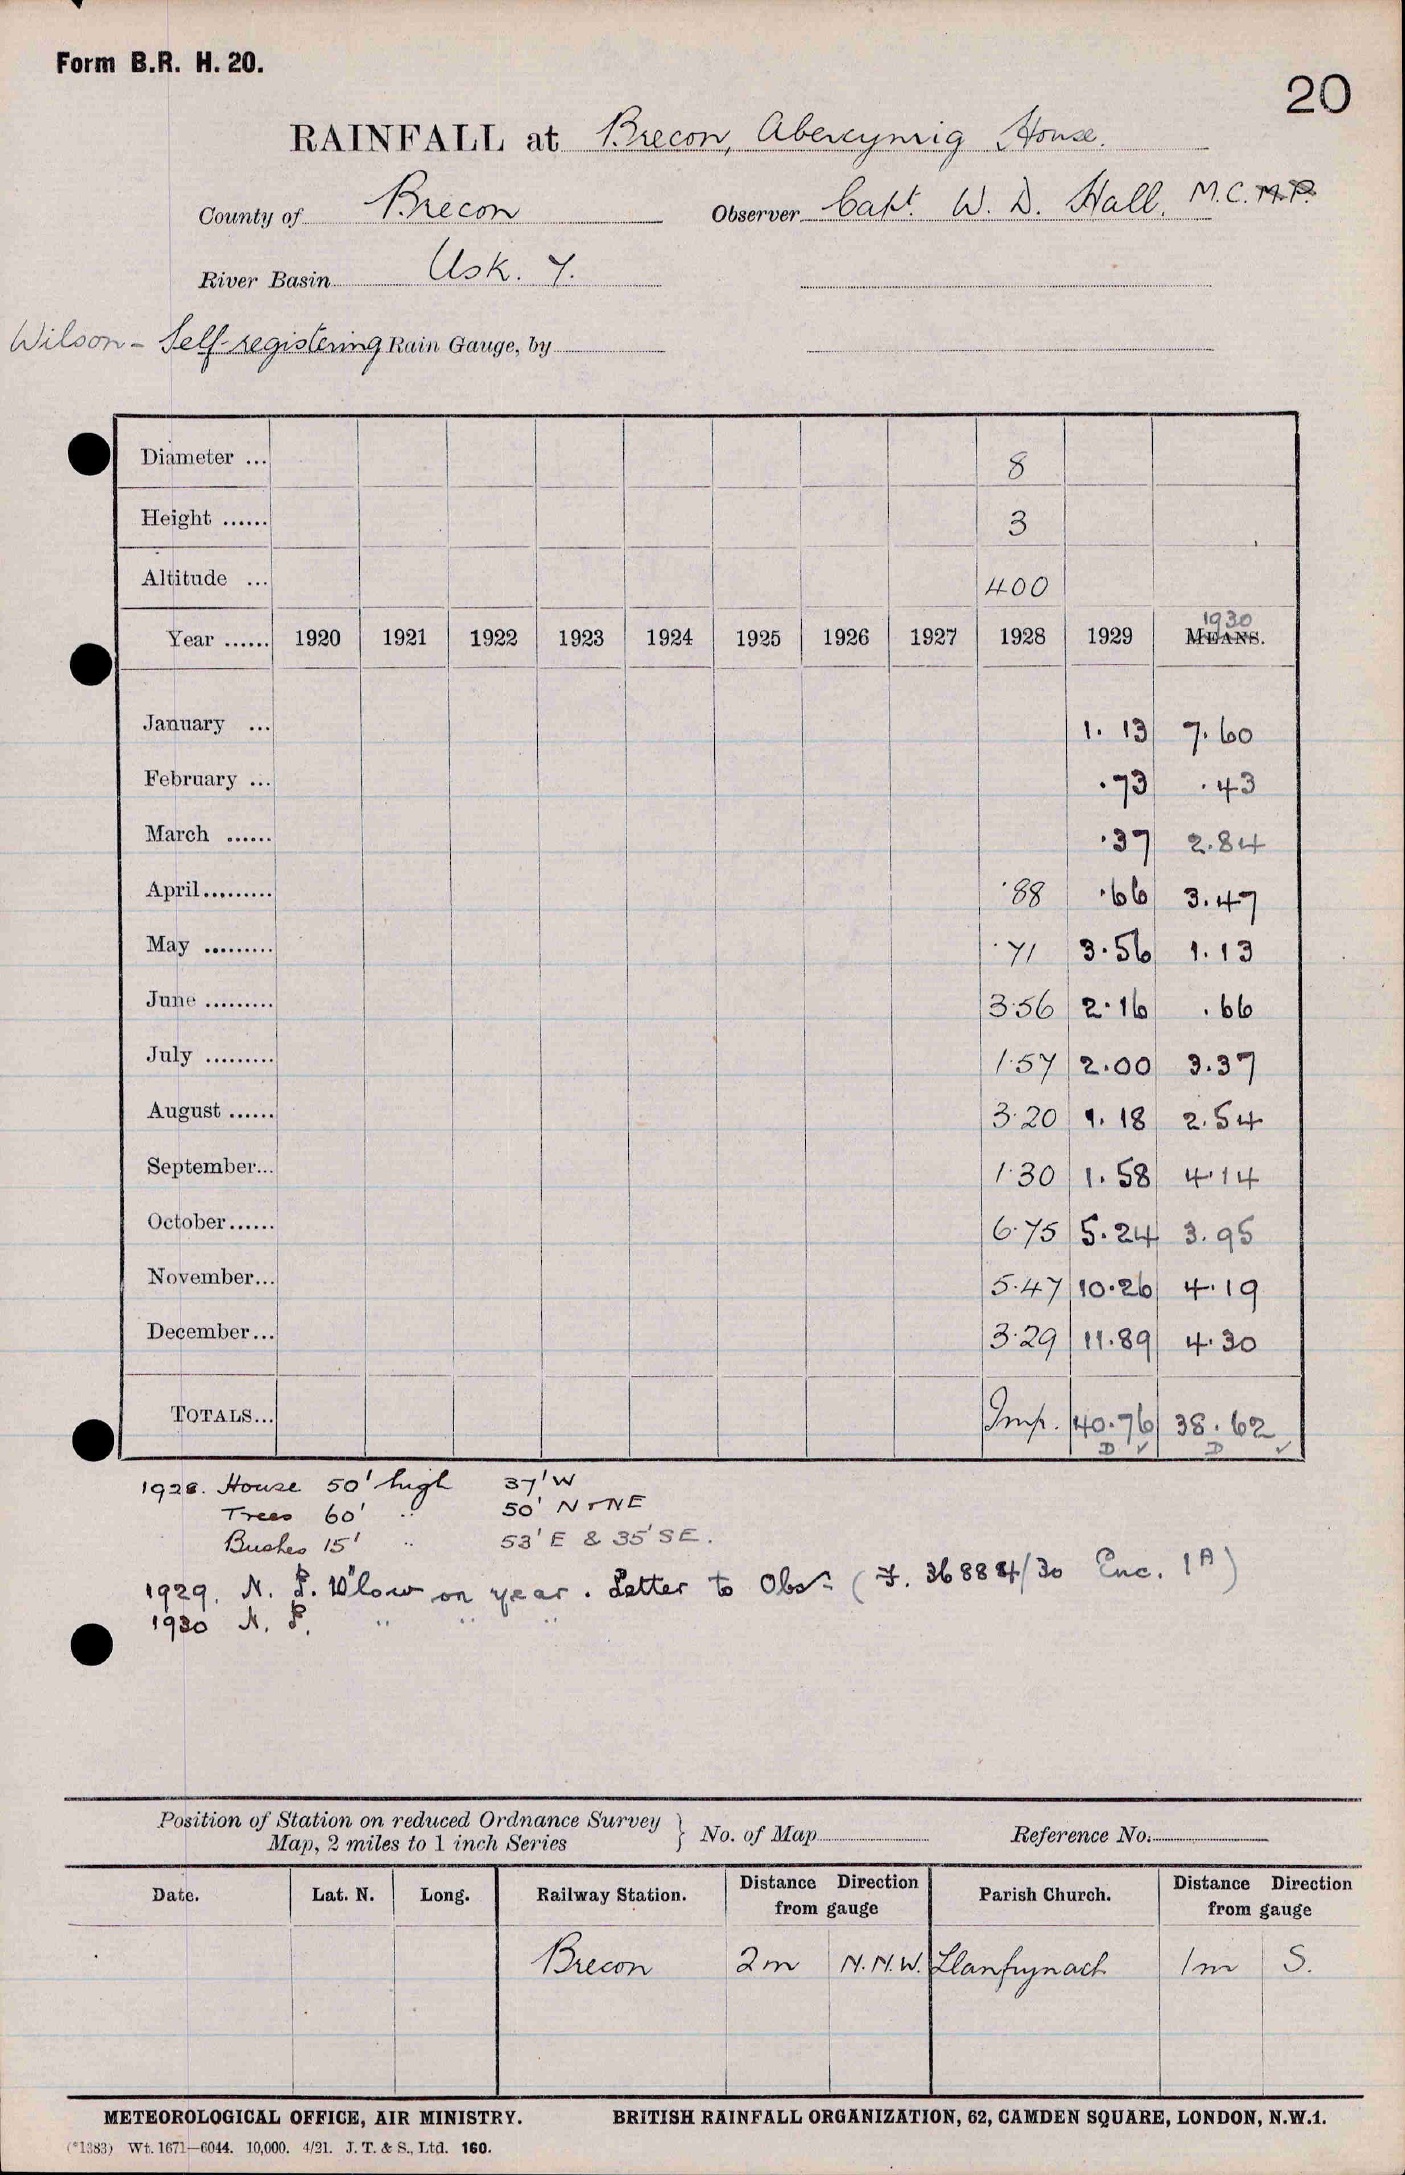 Form B.R. H. 20.
20
RAINFALL at Brecon, Abercynrig House.
County of Brecon Observer Capt. W. D. Hall. M.C. M.P.
River Basin Usk. 7.
Wilson - Self-registering Rain Gauge, by
Diameter ... 8
Height ...... 3
Altitude ... 400
1930
Year ...... 1920 1921 1922 1923 1924 1925 1926 1927 1928 1929 MEANS.
January ... 1.13 7.60
February ... .73 .43
March ...... .37 2.84
April......... .88 .66 3.47
May ......... .71 3.56 1.13
June ......... 3.56 2.16 .66
July ......... 1.57 2.00 3.37
August ...... 3.20 1.18 2.54
September... 1.30 1.58 4.14
October...... 6.75 5.24 3.95
November... 5.47 10.26 4.19
December... 3.29 11.89 4.30
TOTALS... Imp. 40.76 38.62
D ✓ D ✓
1928. House 50' high 37' W
Trees 60' " 50' N & NE
Bushes 15' " 53' E & 35' SE.
1929. N. P. 10" low on year. Letter to Obsr (F. 36884/30 Enc. 1A)
1930 N. P. " " "
Position of Station on reduced Ordnance Survey
Map, 2 miles to 1 inch Series } No. of Map Reference No.
Date. Lat. N. Long. Railway Station. Distance Direction from gauge Parish Church. Distance Direction from gauge
Brecon 2m N.N.W. Llanfrynach 1m S.
METEOROLOGICAL OFFICE, AIR MINISTRY. BRITISH RAINFALL ORGANIZATION, 62, CAMDEN SQUARE, LONDON, N.W.1.
(*1383) Wt. 1671—6044. 10,000. 4/21. J. T. & S., Ltd. 160.